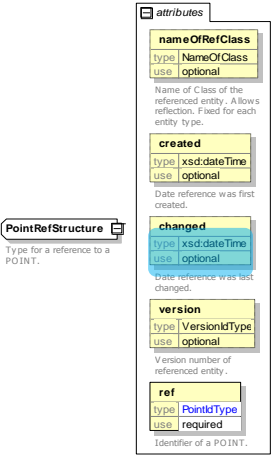 attributes
nameOfRefClass
type NameOfClass
use optional
Name of Class of the
referenced entity. Allows
reflection. Fixed for each
entity type.
created
type xsd:dateTime
use optional
Date reference was first
created.
PointRefStructure
Type for a reference to a
POINT.
changed
type xsd:dateTime
use optional
Date reference was last
changed.
version
type VersionIdType
use optional
Version number of
referenced entity.
ref
type PointIdType
use required
Identifier of a POINT.